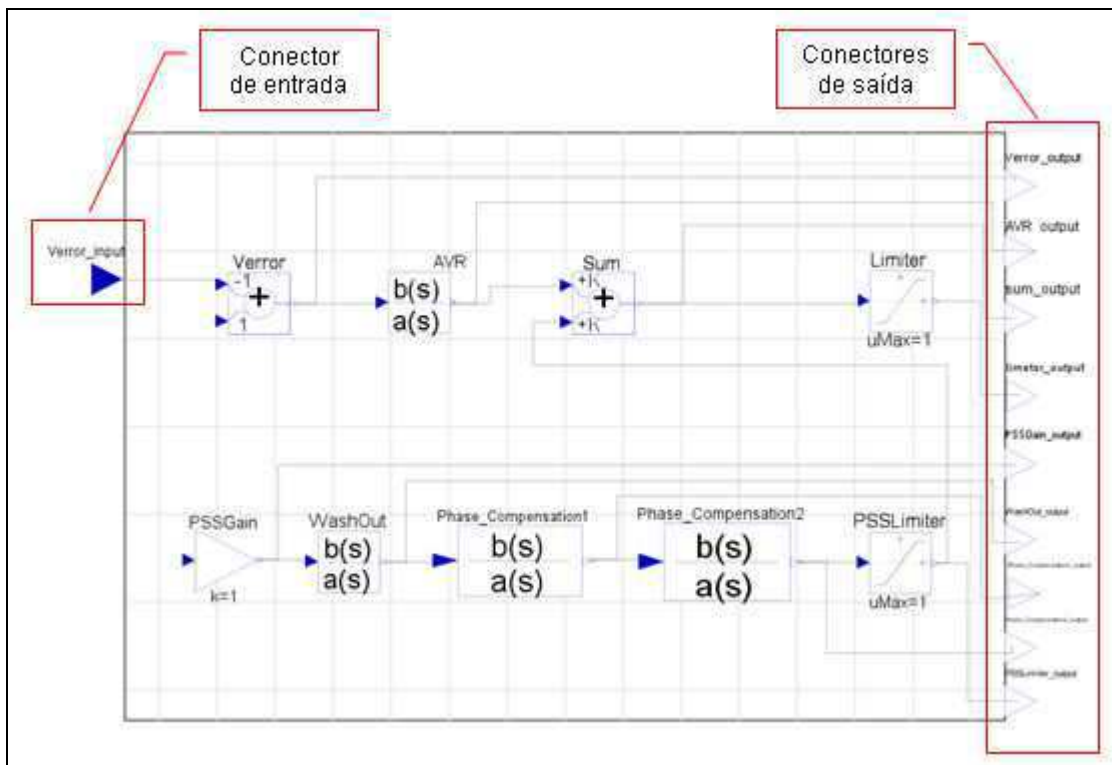 Conector
de entrada
Conectores
de saída
Verror_output
Verror_input
AVR_output
Verror
AVR
Sum
Limiter
-1
+
1
b(s)
a(s)
+k
+
+k
uMax=1
sum_output
limeter_output
PSSGain_output
PSSGain
k=1
WashOut
b(s)
a(s)
Phase_Compensation1
b(s)
a(s)
Phase_Compensation2
b(s)
a(s)
PSSLimiter
uMax=1
WashOut_output
PSSLimiter_output